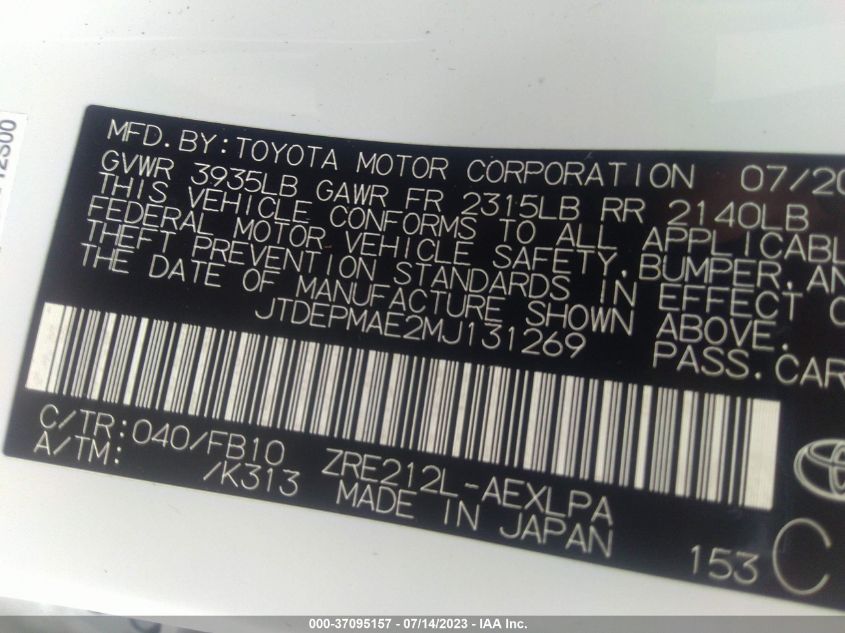 MFD.BY:TOYOTA MOTOR CORPORATION 07/20
GVWR 3935LB GAWR FR 2315LB RR 2140LB
THIS VEHICLE CONFORMS TO ALL APPLICABL
FEDERAL MOTOR VEHICLE SAFETY,BUMPER,AN
THEFT PREVENTION STANDARDS IN EFFECT O
THE DATE OF MANUFACTURE SHOWN ABOVE.
JTDEPMAE2MJ131269 PASS.CAR
C/TR:040/FB10 ZRE212L-AEXLPA
A/TM: /K313 MADE IN JAPAN
153 C
12S00
000-37095157 - 07/14/2023 - IAA Inc.